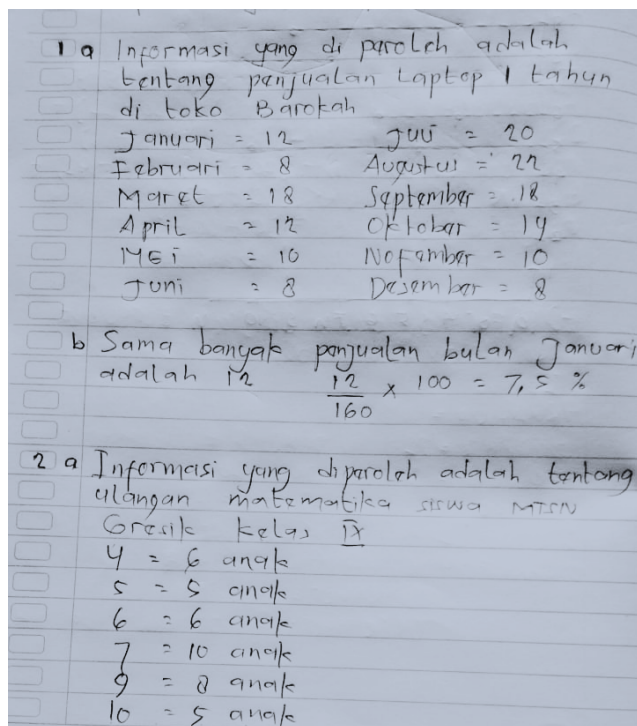 1 a Informasi yang di paroleh adalah
tentang penjualan Laptop 1 tahun
di toko Barokah
Januari = 12 Juli = 20
Februari = 8 Augustus = 22
Maret = 18 September = 18
April = 12 Oktober = 14
MEi = 10 Nofember = 10
Juni = 8 Desember = 8
b Sama banyak penjualan bulan Januari
adalah 12 12/160 x 100 = 7,5 %
2 a Informasi yang diperoleh adalah tentang
ulangan matematika siswa MTSN
Gresik kelas IX
4 = 6 anak
5 = 5 anak
6 = 6 anak
7 = 10 anak
9 = 8 anak
10 = 5 anak